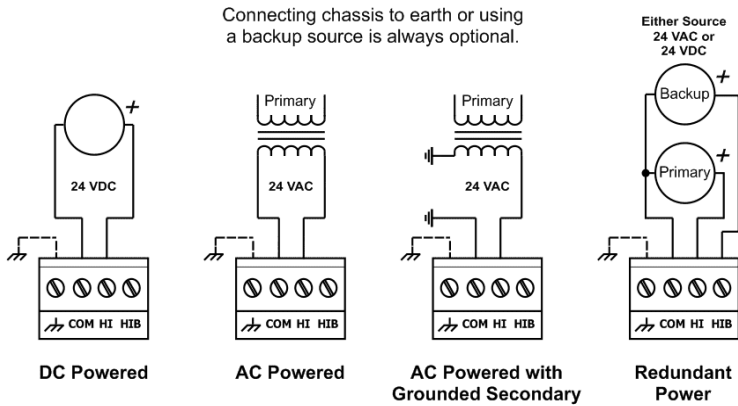 Connecting chassis to earth or using
a backup source is always optional.
Either Source
24 VAC or
24 VDC
+
24 VDC
COM HI HIB
DC Powered
Primary
24 VAC
COM HI HIB
AC Powered
Primary
24 VAC
COM HI HIB
AC Powered with
Grounded Secondary
Backup
+
Primary
+
COM HI HIB
Redundant
Power